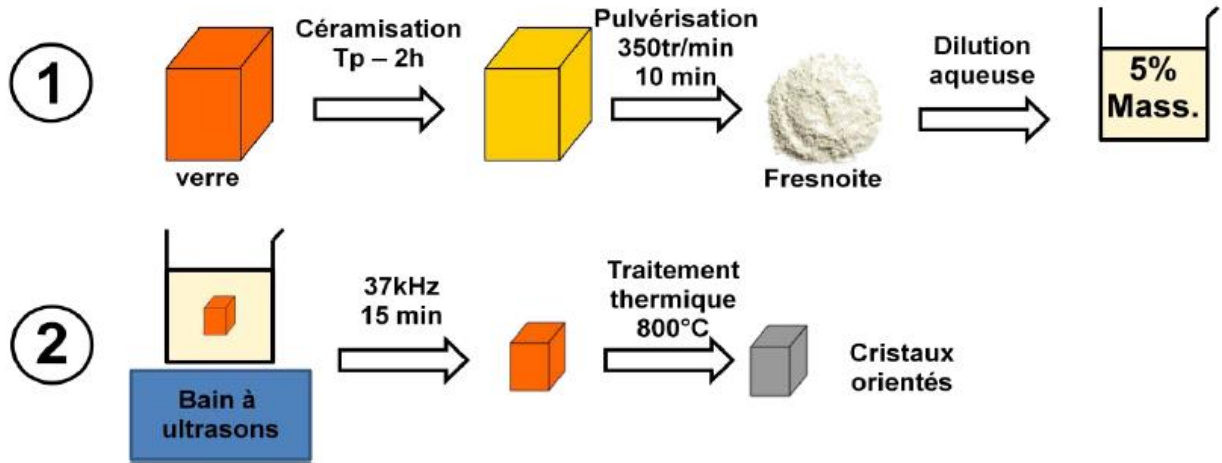 1
Céramisation
Tp – 2h
Pulvérisation
350tr/min
10 min
Dilution
aqueuse
5%
Mass.
verre
Fresnoite
2
37kHz
15 min
Traitement
thermique
800°C
Cristaux
orientés
Bain à
ultrasons